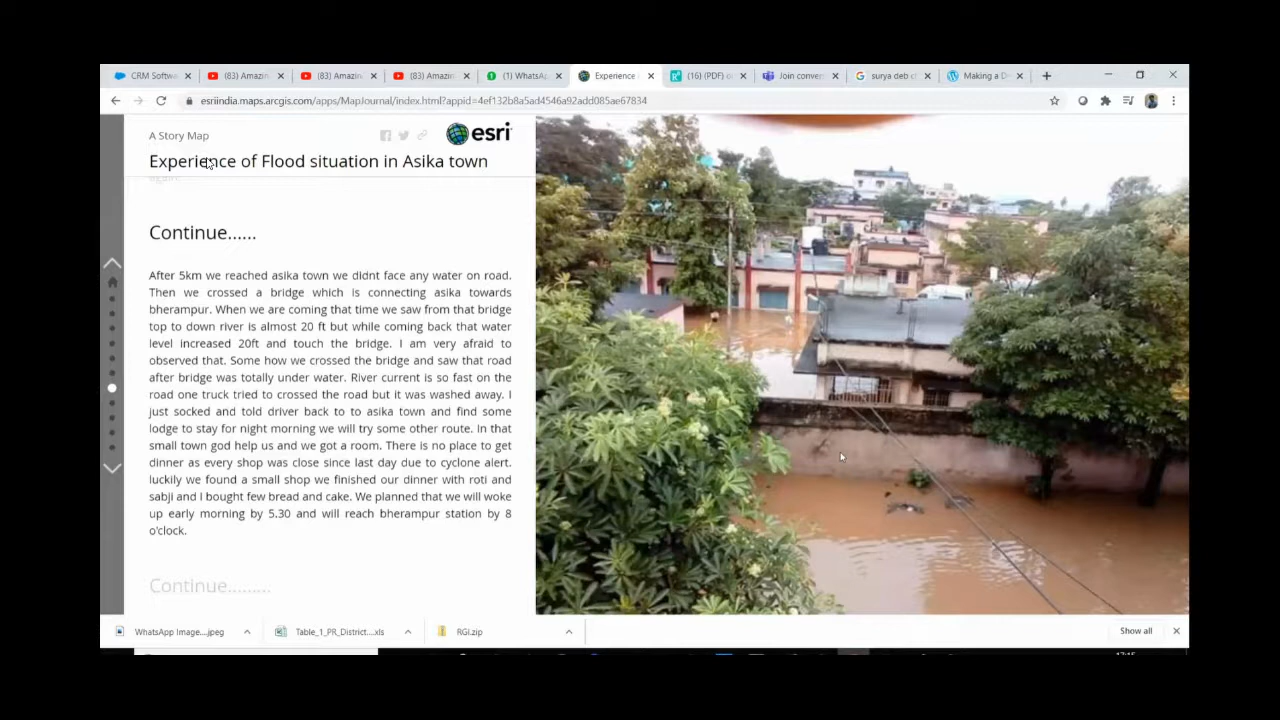 CRM Softw
(83) Amazin
(83) Amazin
(83) Amazin
(1) WhatsAp
Experience
(16) (PDF) o
Join conver
surya deb ch
Making a D
esriindia.maps.arcgis.com/apps/MapJournal/index.html?appid=4ef132b8a5ad4546a92add085ae67834
A Story Map
esri
Experience of Flood situation in Asika town
Continue......
After 5km we reached asika town we didnt face any water on road.
Then we crossed a bridge which is connecting asika towards
bherampur. When we are coming that time we saw from that bridge
top to down river is almost 20 ft but while coming back that water
level increased 20ft and touch the bridge. I am very afraid to
observed that. Some how we crossed the bridge and saw that road
after bridge was totally under water. River current is so fast on the
road one truck tried to crossed the road but it was washed away. I
just socked and told driver back to to asika town and find some
lodge to stay for night morning we will try some other route. In that
small town god help us and we got a room. There is no place to get
dinner as every shop was close since last day due to cyclone alert.
luckily we found a small shop we finished our dinner with roti and
sabji and I bought few bread and cake. We planned that we will woke
up early morning by 5.30 and will reach bherampur station by 8
o'clock.
Continue.........
WhatsApp Image....jpeg
Table_1_PR_District....xls
RGI.zip
Show all